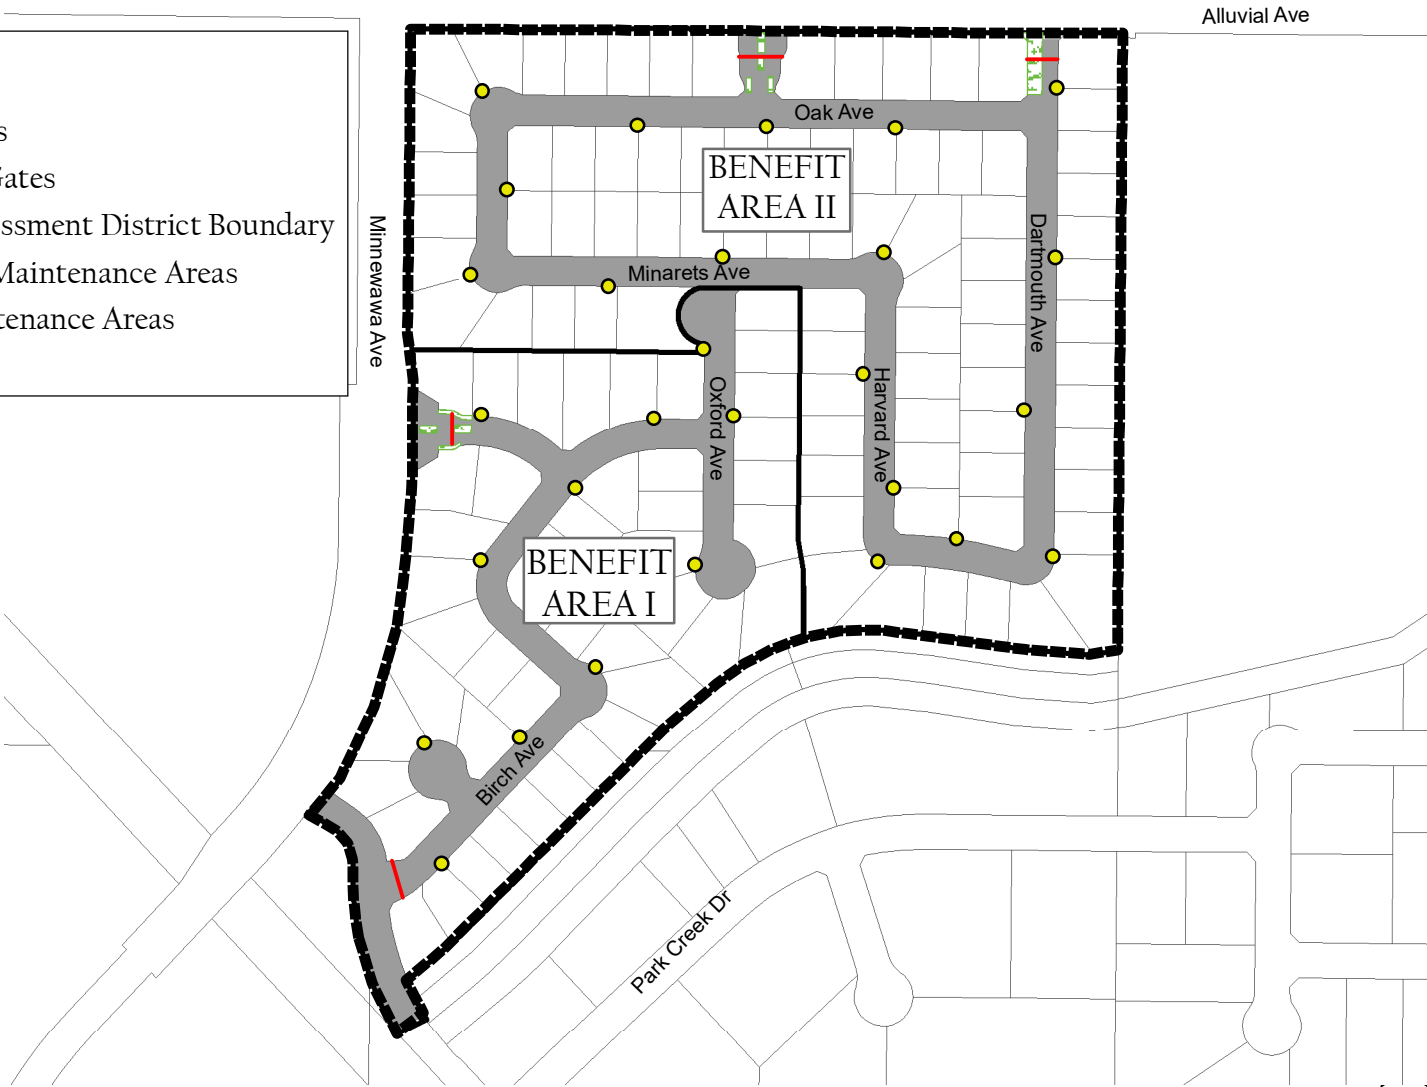 Alluvial Ave
s
Gates
ssment District Boundary
Maintenance Areas
tenance Areas
Minnewawa Ave
Oak Ave
BENEFIT
AREA II
Minarets Ave
Dartmouth Ave
Oxford Ave
Harvard Ave
BENEFIT
AREA I
Birch Ave
Park Creek Dr